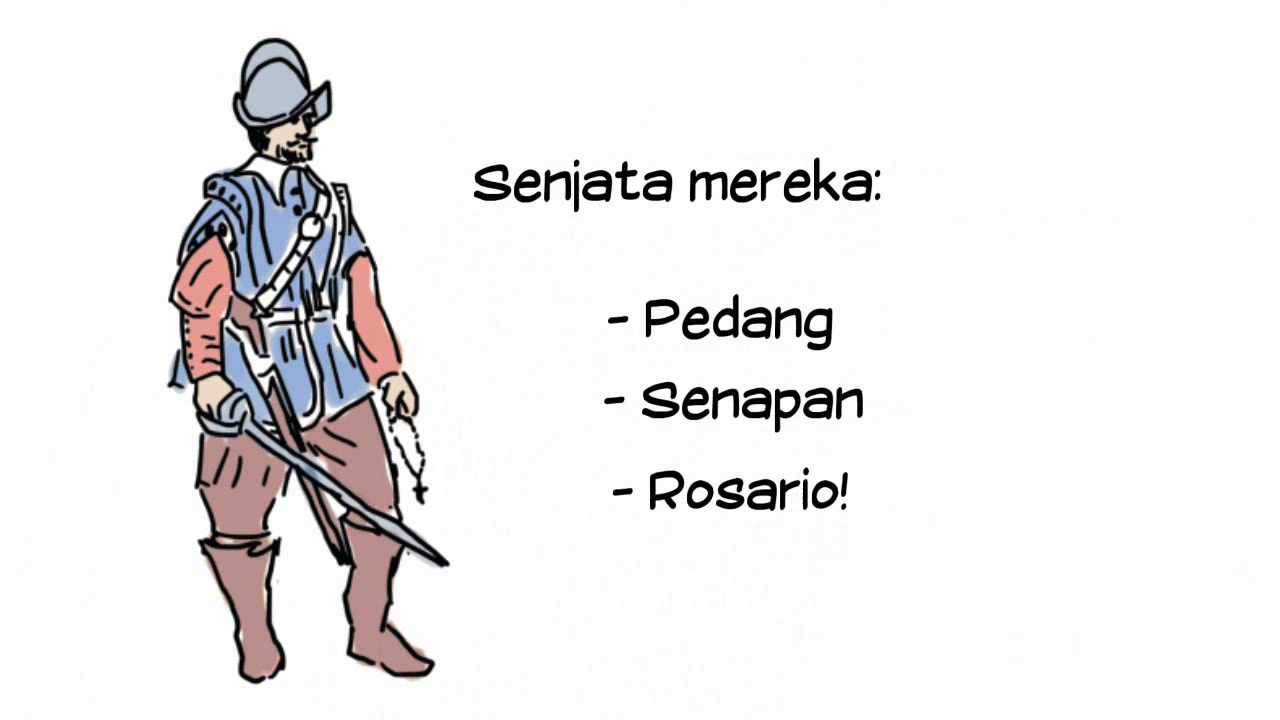 Senjata mereka:
- Pedang
- Senapan
- Rosario!